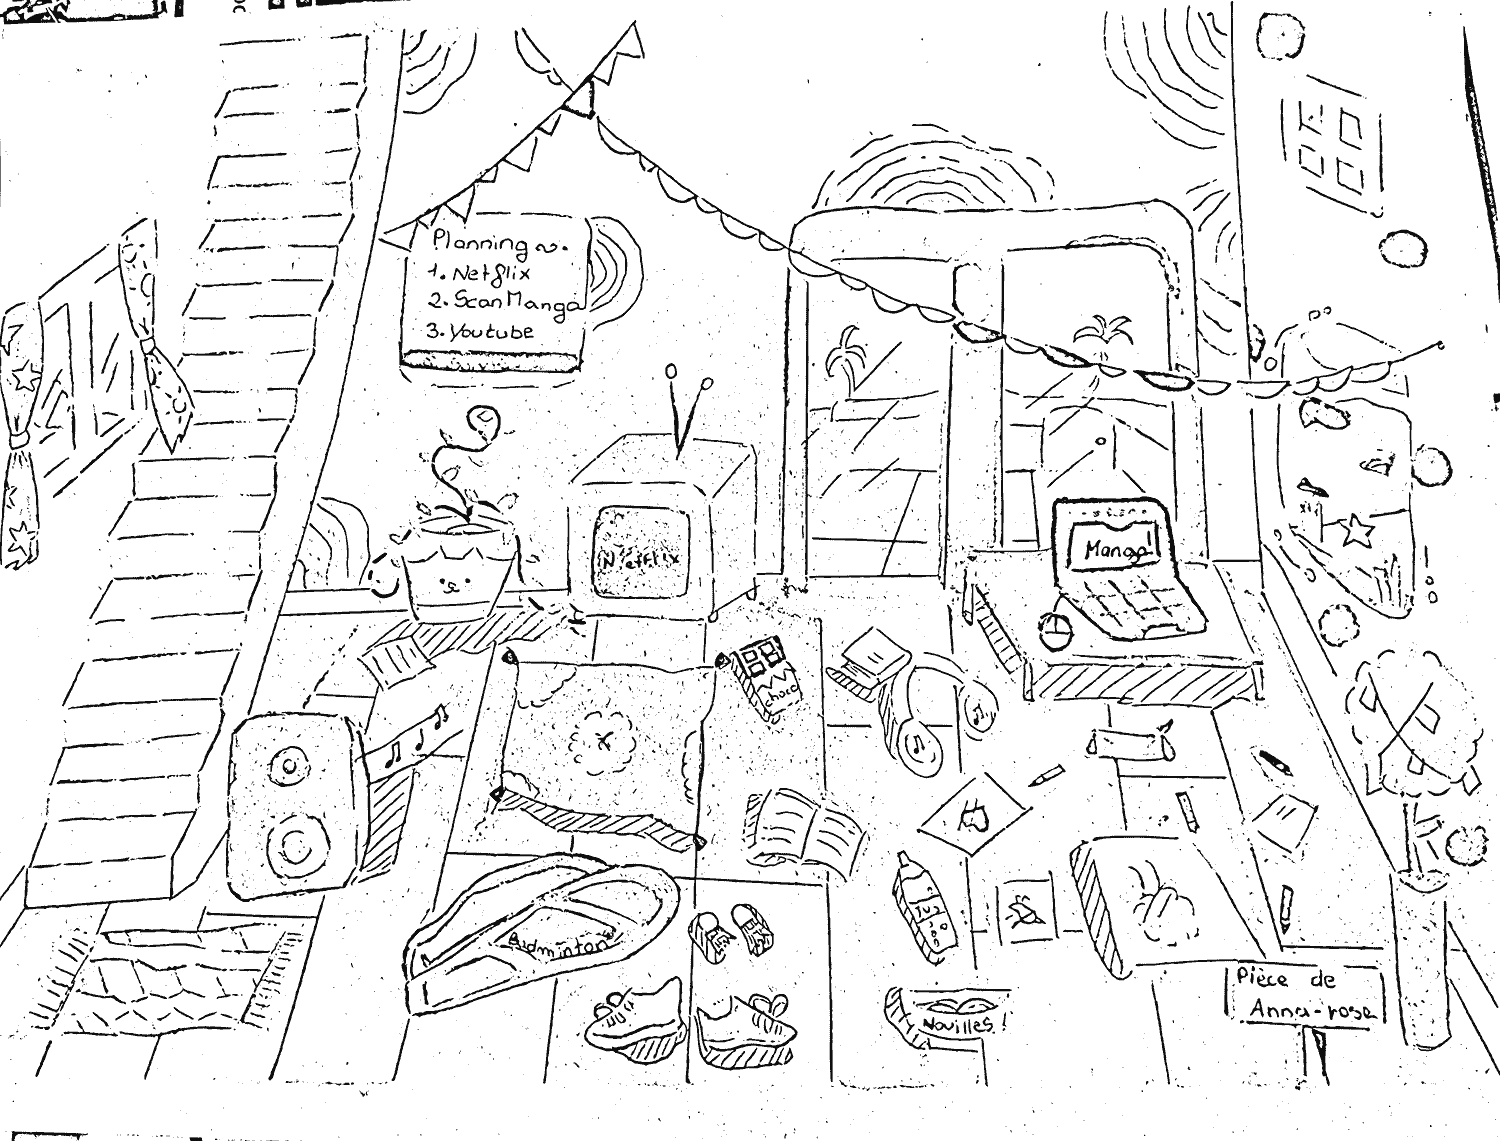 Planning
1. Netflix
2. ScanManga
3. Youtube
Netflix
Manga!
choco
Badminton
Nouilles !
Pièce de
Anna-rose